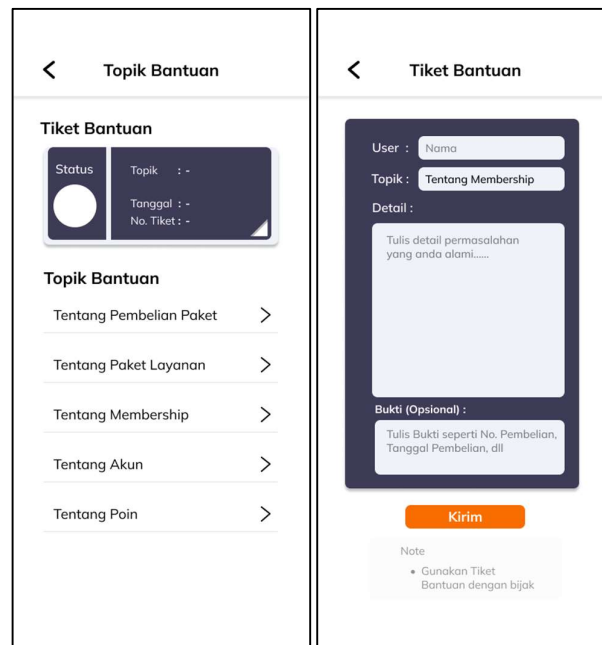 Topik Bantuan
Tiket Bantuan
Status
Topik : -
Tanggal : -
No. Tiket : -
Topik Bantuan
Tentang Pembelian Paket
Tentang Paket Layanan
Tentang Membership
Tentang Akun
Tentang Poin
Tiket Bantuan
User : Nama
Topik : Tentang Membership
Detail :
Tulis detail permasalahan
yang anda alami......
Bukti (Opsional) :
Tulis Bukti seperti No. Pembelian,
Tanggal Pembelian, dll
Kirim
Note
• Gunakan Tiket
Bantuan dengan bijak